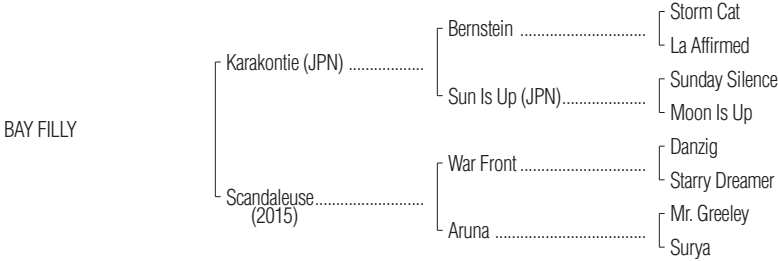 Storm Cat
Bernstein ..............................
La Affirmed
Karakontie (JPN) ..................
Sunday Silence
Sun Is Up (JPN)....................
Moon Is Up
BAY FILLY
Danzig
War Front ..............................
Starry Dreamer
Scandaleuse..........................
(2015)
Mr. Greeley
Aruna ....................................
Surya